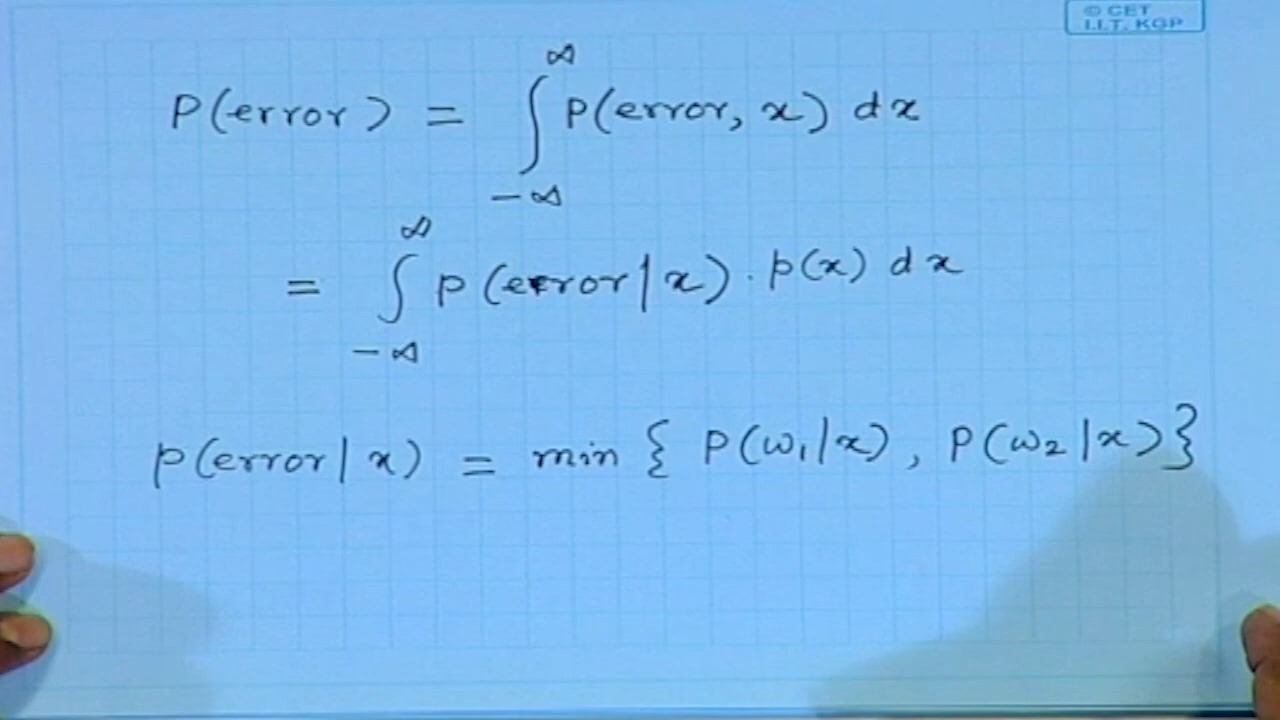 © CET
I.I.T. KGP
P(error) = ∫_{-∞}^{∞} P(error, x) dx
= ∫_{-∞}^{∞} p(error|x) . p(x) dx
p(error|x) = min { P(ω₁|x), P(ω₂|x) }